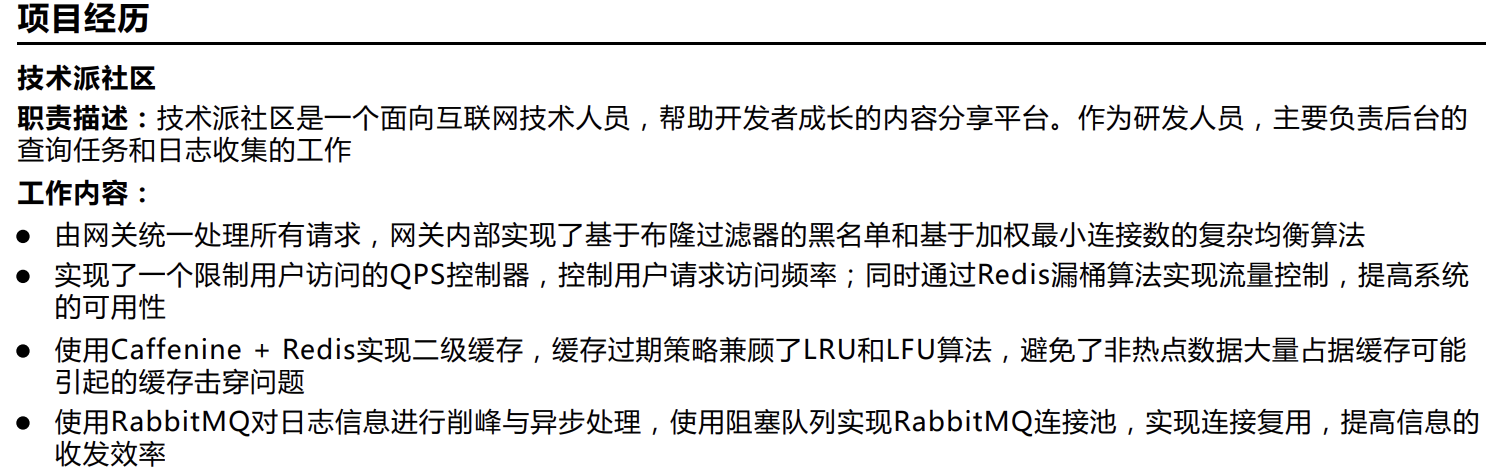 项目经历
技术派社区
职责描述：技术派社区是一个面向互联网技术人员，帮助开发者成长的内容分享平台。作为研发人员，主要负责后台的
查询任务和日志收集的工作
工作内容：
● 由网关统一处理所有请求，网关内部实现了基于布隆过滤器的黑名单和基于加权最小连接数的复杂均衡算法
● 实现了一个限制用户访问的QPS控制器，控制用户请求访问频率；同时通过Redis漏桶算法实现流量控制，提高系统
的可用性
● 使用Caffenine + Redis实现二级缓存，缓存过期策略兼顾了LRU和LFU算法，避免了非热点数据大量占据缓存可能
引起的缓存击穿问题
● 使用RabbitMQ对日志信息进行削峰与异步处理，使用阻塞队列实现RabbitMQ连接池，实现连接复用，提高信息的
收发效率